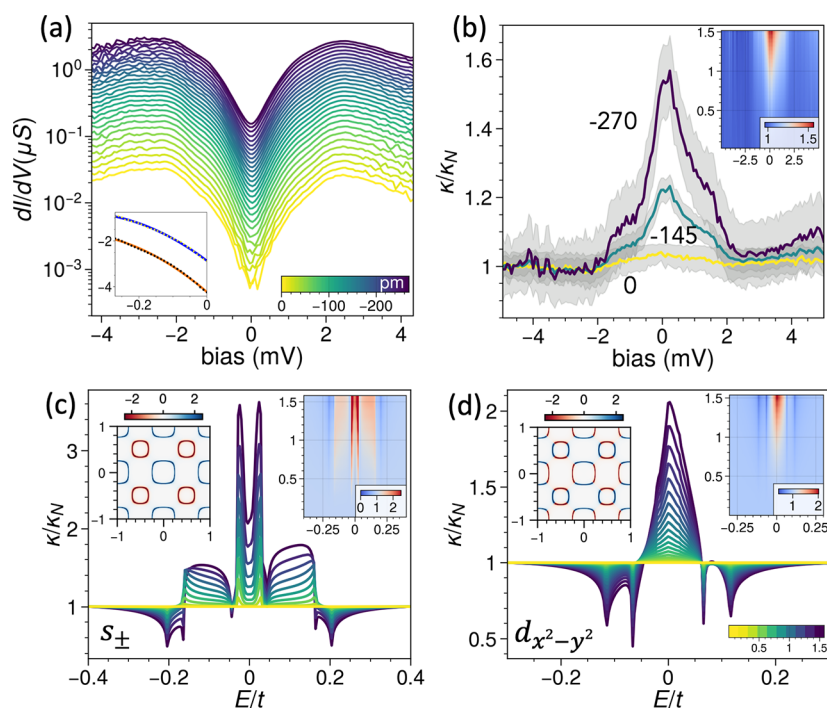 (a)
dI/dV(μS)
10⁰
10⁻¹
10⁻²
10⁻³
−2
−4
−0.2
0
pm
0 −100 −200
−4 −2 0 2 4
bias (mV)
(b)
κ/κN
1.6
1.4
1.2
1
-270
-145
0
1.5
1
0.5
1 1.5
−2.5 0 2.5
−4 −2 0 2 4
bias (mV)
(c)
κ/κN
3
2
1
−2 0 2
1
0
-1
-1 0 1
1.5
1
0.5
0 1 2
−0.25 0 0.25
s±
−0.4 −0.2 0.0 0.2 0.4
E/t
(d)
κ/κN
2.0
1.5
1.0
0.5
−2 0 2
1
0
-1
-1 0 1
1.5
1
0.5
1 2
−0.25 0 0.25
dx²−y²
0.5 1 1.5
−0.2 0 0.2
E/t